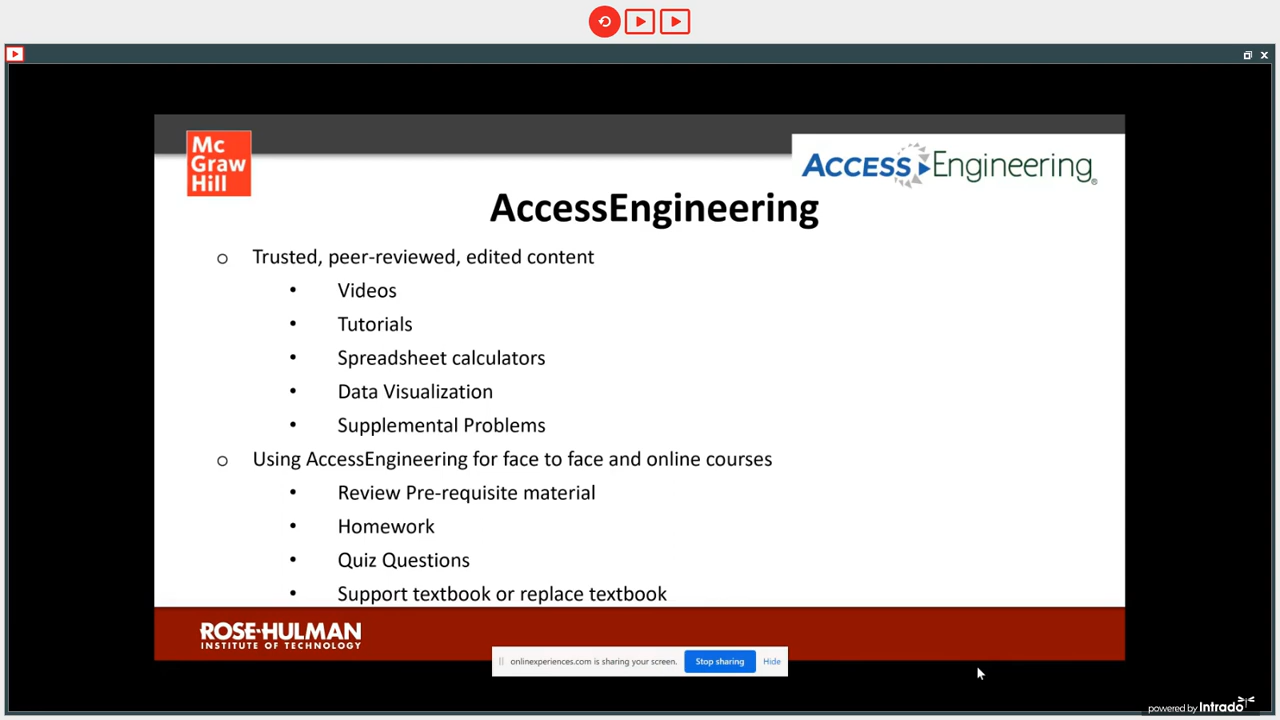 Mc
Graw
Hill
ACCESS Engineering®
AccessEngineering
o Trusted, peer-reviewed, edited content
• Videos
• Tutorials
• Spreadsheet calculators
• Data Visualization
• Supplemental Problems
o Using AccessEngineering for face to face and online courses
• Review Pre-requisite material
• Homework
• Quiz Questions
• Support textbook or replace textbook
ROSE-HULMAN
INSTITUTE OF TECHNOLOGY
onlinexperiences.com is sharing your screen. Stop sharing Hide
powered by Intrado